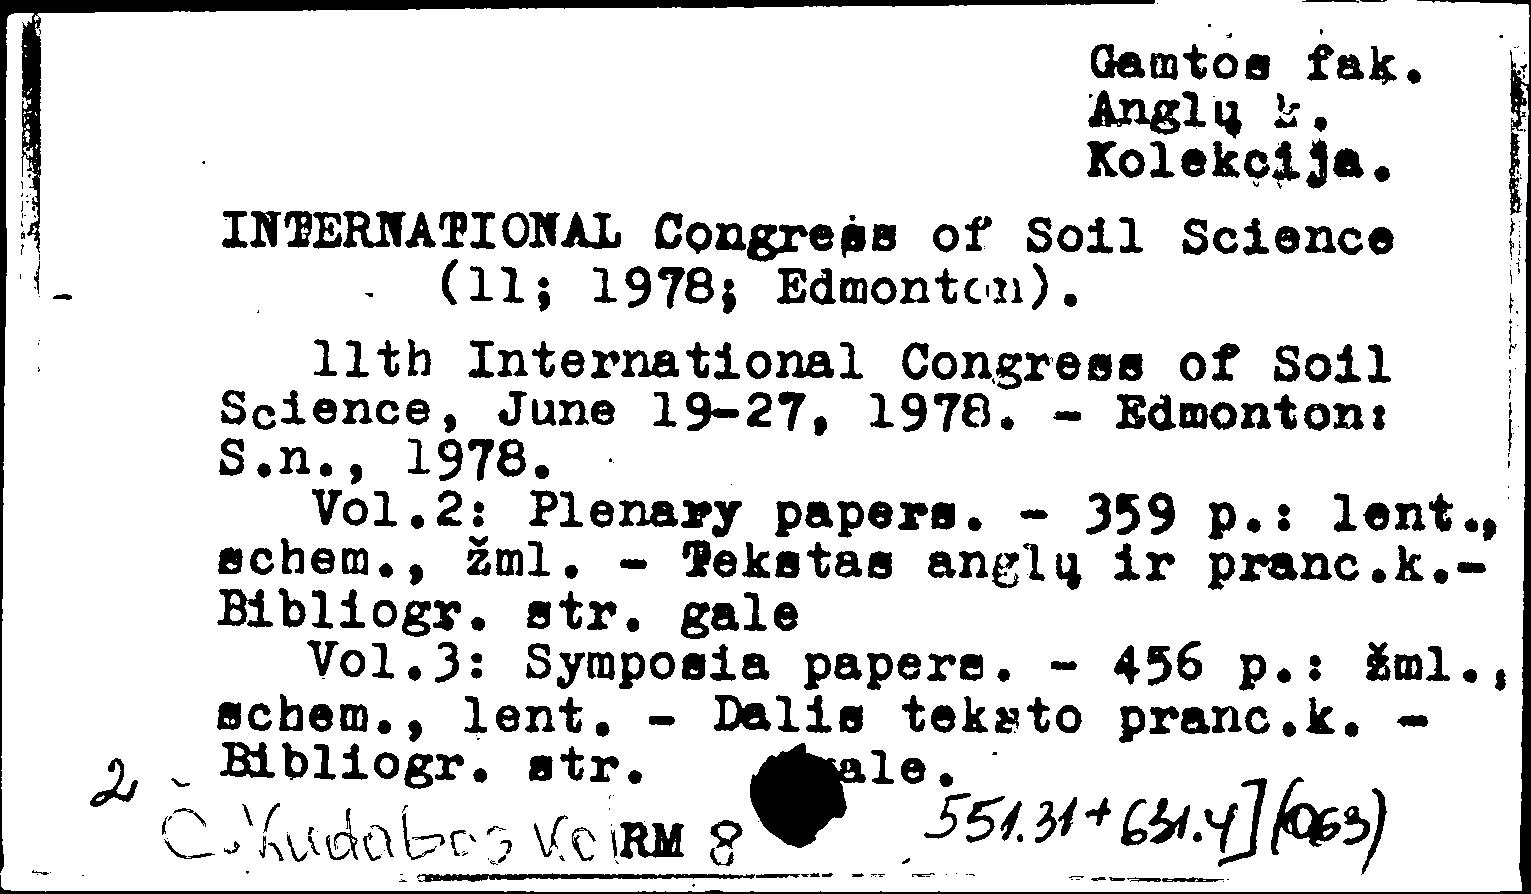 Gamtos fak.
Anglų k.
Kolekcija.
INTERNATIONAL Congress of Soil Science
(11; 1978; Edmonton).
11th International Congress of Soil
Science, June 19-27, 1978. - Edmonton:
S.n., 1978.
Vol.2: Plenary papers. - 359 p.: lent.,
schem., žml. - Tekstas anglų ir pranc.k.-
Bibliogr. str. gale
Vol.3: Symposia papers. - 456 p.: žml.,
schem., lent. - Dalis teksto pranc.k. -
Bibliogr. str. gale.
2
Č. Kudabos
RM 8
551.31+631.4](063)